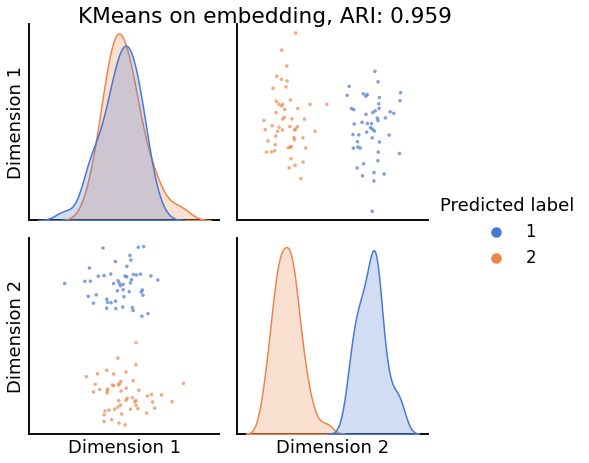 KMeans on embedding, ARI: 0.959
Dimension 1
Predicted label
1
2
Dimension 2
Dimension 1
Dimension 2